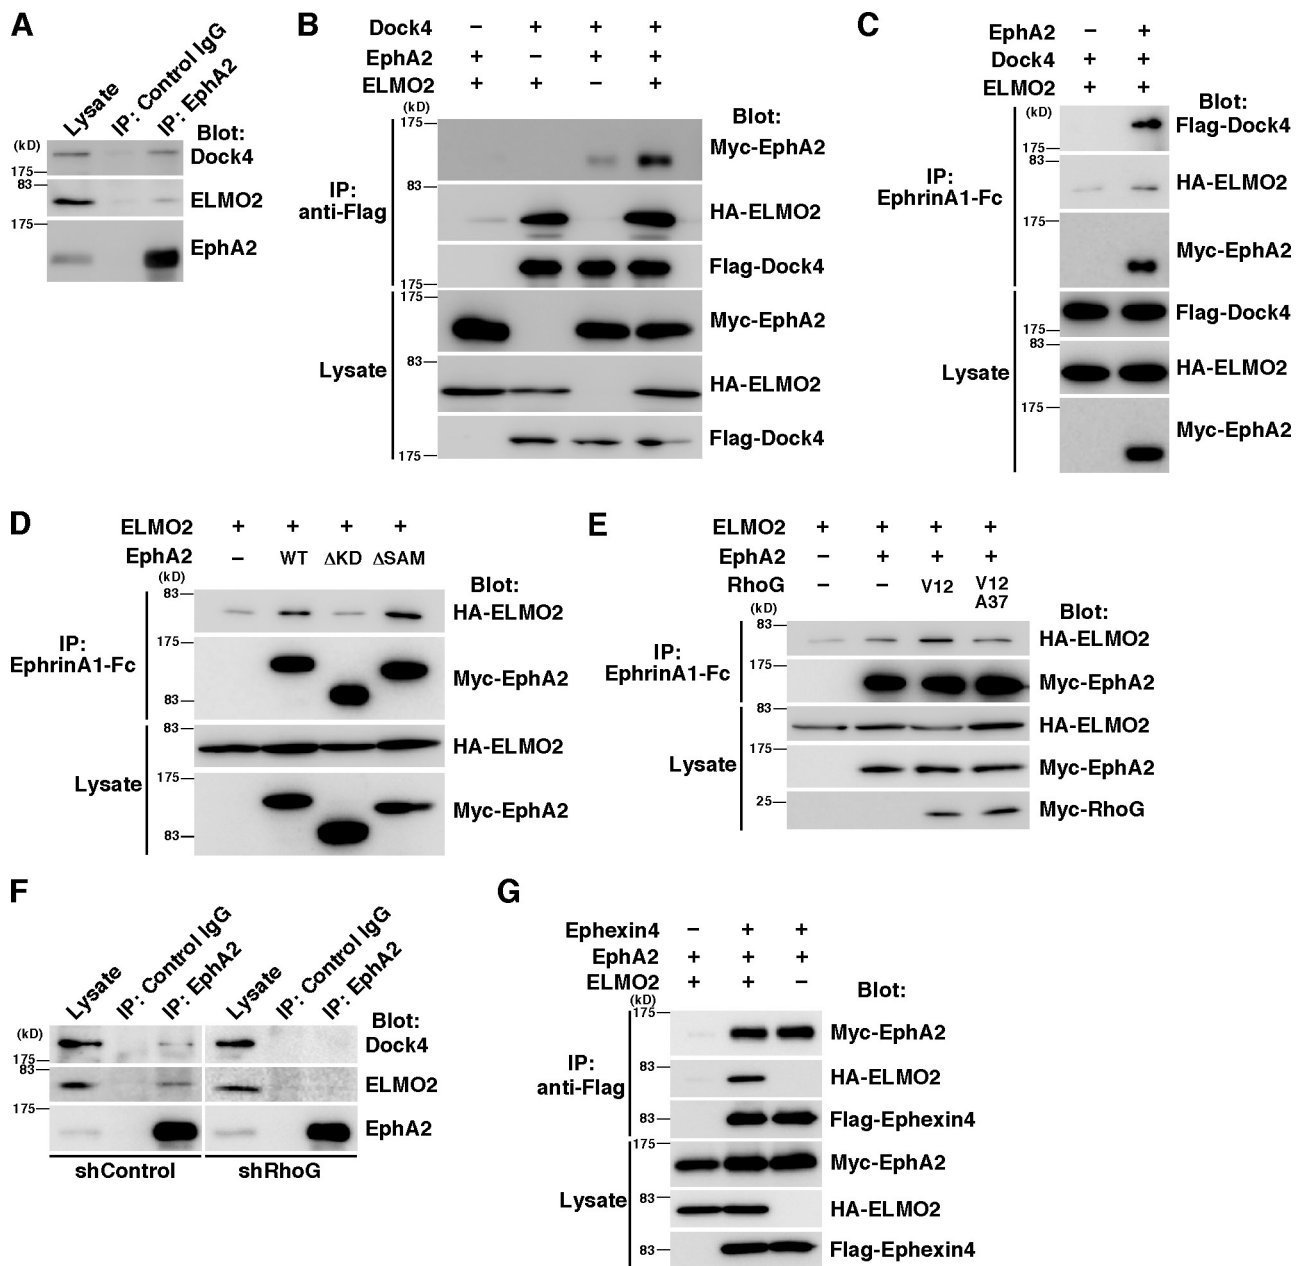 A
Lysate
IP: Control IgG
IP: EphA2
(kD)
Blot:
175—
Dock4
83—
ELMO2
175—
EphA2
B
Dock4 – + + +
EphA2 + – + +
ELMO2 + + – +
(kD)
Blot:
175—
Myc-EphA2
IP:
anti-Flag
83—
HA-ELMO2
Flag-Dock4
175—
175—
Myc-EphA2
Lysate
83—
HA-ELMO2
Flag-Dock4
175—
C
EphA2 – +
Dock4 + +
ELMO2 + +
(kD)
Blot:
Flag-Dock4
175—
83—
IP:
EphrinA1-Fc
HA-ELMO2
175—
Myc-EphA2
Flag-Dock4
175—
83—
Lysate
HA-ELMO2
175—
Myc-EphA2
D
ELMO2 + + + +
EphA2 – WT ΔKD ΔSAM
(kD)
Blot:
83—
HA-ELMO2
IP:
EphrinA1-Fc
175—
Myc-EphA2
83—
83—
HA-ELMO2
Lysate
175—
Myc-EphA2
83—
E
ELMO2 + + + +
EphA2 – + + +
RhoG – – V12 V12
A37
(kD)
Blot:
83—
HA-ELMO2
IP:
EphrinA1-Fc
175—
Myc-EphA2
83—
HA-ELMO2
Lysate
175—
Myc-EphA2
25—
Myc-RhoG
F
Lysate
IP: Control IgG
IP: EphA2
Lysate
IP: Control IgG
IP: EphA2
(kD)
Blot:
Dock4
175—
83—
ELMO2
175—
EphA2
shControl
shRhoG
G
Ephexin4 – + +
EphA2 + + +
ELMO2 + + –
(kD)
Blot:
175—
Myc-EphA2
IP:
anti-Flag
83—
HA-ELMO2
83—
Flag-Ephexin4
175—
Myc-EphA2
Lysate
83—
HA-ELMO2
83—
Flag-Ephexin4